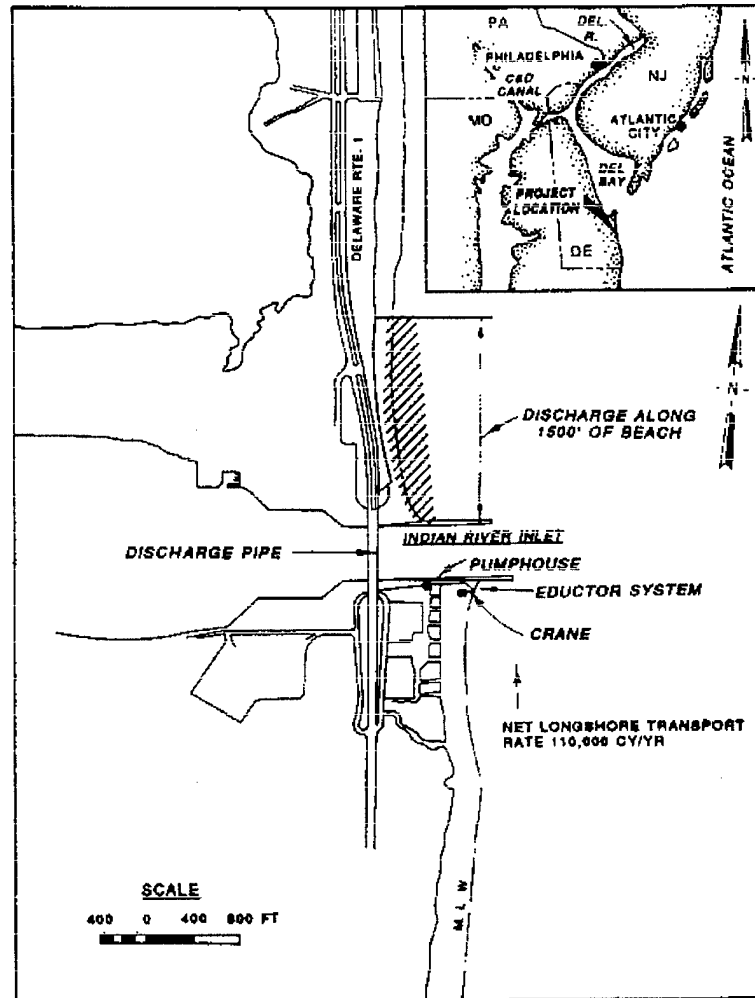 PA
DEL.
R.
PHILADELPHIA
C&D
CANAL
NJ
MD
ATLANTIC
CITY
DEL
BAY
PROJECT
LOCATION
DE
ATLANTIC OCEAN
-N-
DELAWARE RTE. 1
-N-
DISCHARGE ALONG
1500' OF BEACH
INDIAN RIVER INLET
DISCHARGE PIPE
PUMPHOUSE
EDUCTOR SYSTEM
CRANE
NET LONGSHORE TRANSPORT
RATE 110,000 CY/YR
M. L. W.
SCALE
400 0 400 800 FT